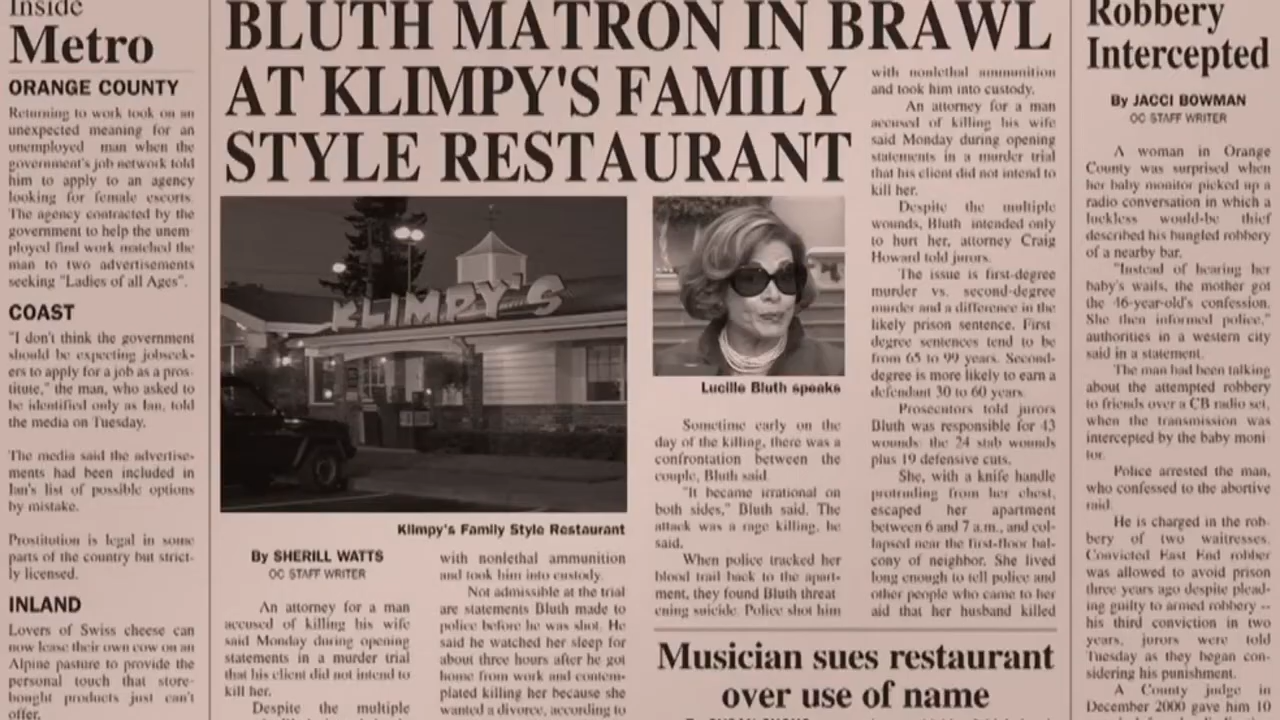 Inside
Metro
ORANGE COUNTY
Returning to work took on an
unexpected meaning for an
unemployed man when the
government's job network told
him to apply to an agency
looking for female escorts.
The agency contracted by the
government to help the unem-
ployed find work matched the
man to two advertisements
seeking "Ladies of all Ages".
COAST
"I don't think the government
should be expecting jobseek-
ers to apply for a job as a pros-
titute," the man, who asked to
be identified only as Ian, told
the media on Tuesday.
The media said the advertise-
ments had been included in
Ian's list of possible options
by mistake.
Prostitution is legal in some
parts of the country but strict-
ly licensed.
INLAND
Lovers of Swiss cheese can
now lease their own cow on an
Alpine pasture to provide the
personal touch that store-
bought products just can't
offer.
BLUTH MATRON IN BRAWL
AT KLIMPY'S FAMILY
STYLE RESTAURANT
KLIMPY'S
Klimpy's Family Style Restaurant
By SHERILL WATTS
OC STAFF WRITER
An attorney for a man
accused of killing his wife
said Monday during opening
statements in a murder trial
that his client did not intend to
kill her.
Despite the multiple
with nonlethal ammunition
and took him into custody.
Not admissible at the trial
are statements Bluth made to
police before he was shot. He
said he watched her sleep for
about three hours after he got
home from work and contem-
plated killing her because she
wanted a divorce, according to
Lucille Bluth speaks
Sometime early on the
day of the killing, there was a
confrontation between the
couple, Bluth said.
"It became irrational on
both sides," Bluth said. The
attack was a rage killing, he
said.
When police tracked her
blood trail back to the apart-
ment, they found Bluth threat-
ening suicide. Police shot him
with nonlethal ammunition
and took him into custody.
An attorney for a man
accused of killing his wife
said Monday during opening
statements in a murder trial
that his client did not intend to
kill her.
Despite the multiple
wounds, Bluth intended only
to hurt her, attorney Craig
Howard told jurors.
The issue is first-degree
murder vs. second-degree
murder and a difference in the
likely prison sentence. First-
degree sentences tend to be
from 65 to 99 years. Second-
degree is more likely to earn a
defendant 30 to 60 years.
Prosecutors told jurors
Bluth was responsible for 43
wounds: the 24 stab wounds
plus 19 defensive cuts.
She, with a knife handle
protruding from her chest,
escaped her apartment
between 6 and 7 a.m., and col-
lapsed near the first-floor bal-
cony of neighbor. She lived
long enough to tell police and
other people who came to her
aid that her husband killed
Musician sues restaurant
over use of name
Robbery
Intercepted
By JACCI BOWMAN
OC STAFF WRITER
A woman in Orange
County was surprised when
her baby monitor picked up a
radio conversation in which a
luckless would-be thief
described his bungled robbery
of a nearby bar.
"Instead of hearing her
baby's wails, the mother got
the 46-year-old's confession.
She then informed police,"
authorities in a western city
said in a statement.
The man had been talking
about the attempted robbery
to friends over a CB radio set,
when the transmission was
intercepted by the baby moni-
tor.
Police arrested the man,
who confessed to the abortive
raid.
He is charged in the rob-
bery of two waitresses.
Convicted East End robber
was allowed to avoid prison
three years ago despite plead-
ing guilty to armed robbery --
his third conviction in two
years, jurors were told
Tuesday as they began con-
sidering his punishment.
A County judge in
December 2000 gave him 10